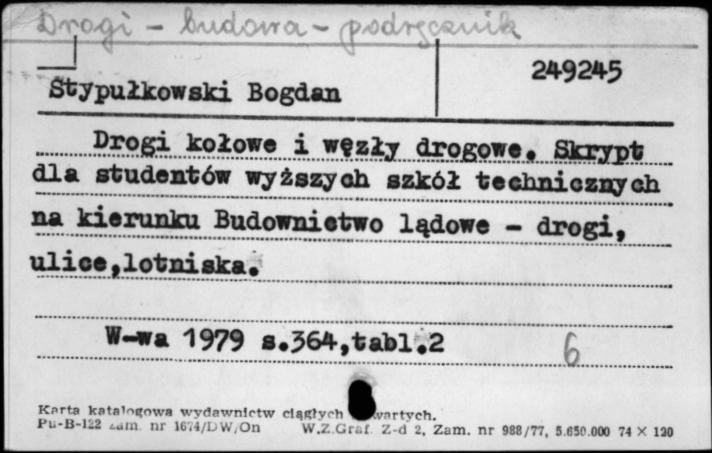 Drogi - budowa - podręcznik
249245
Stypułkowski Bogdan
Drogi kołowe i węzły drogowe. Skrypt
dla studentów wyższych szkół technicznych
na kierunku Budownictwo lądowe - drogi,
ulice,lotniska.
W-wa 1979 s.364,tabl.2
6
Karta katalogowa wydawnictw ciągłych
Pu-B-122 zam. nr 1674/DW/On W.Z.Graf. Z-d 2, Zam. nr 988/77, 5.650.000 74 X 120